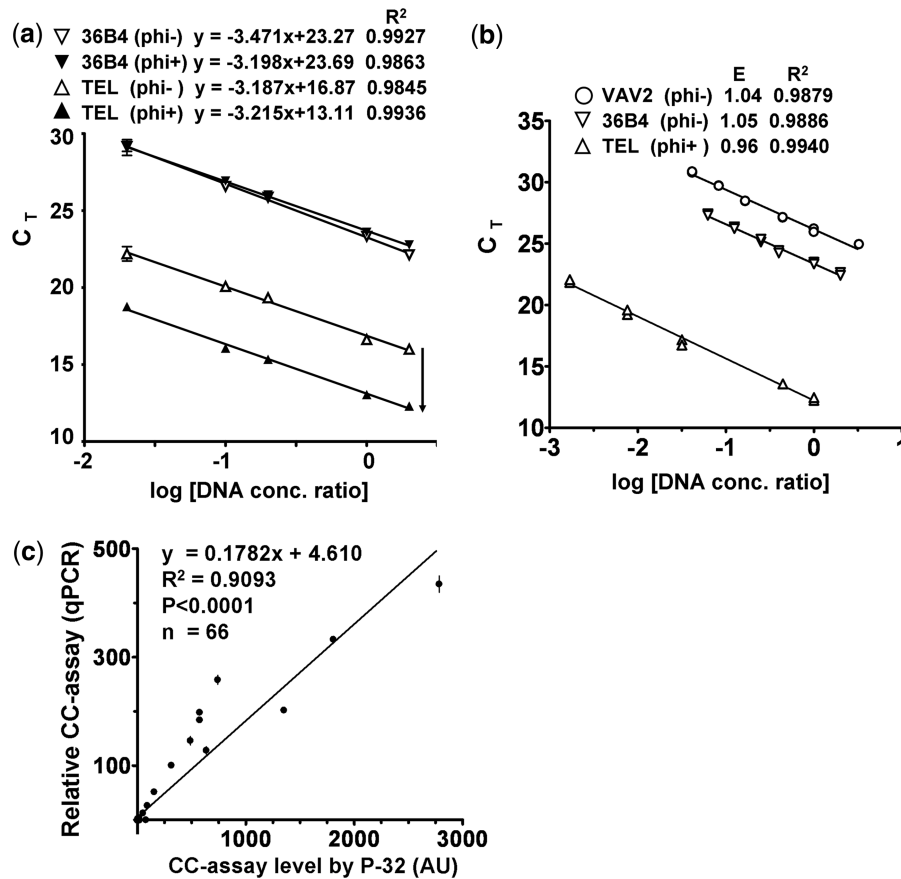 (a)
R²
36B4 (phi-) y = -3.471x+23.27 0.9927
36B4 (phi+) y = -3.198x+23.69 0.9863
TEL (phi- ) y = -3.187x+16.87 0.9845
TEL (phi+) y = -3.215x+13.11 0.9936
30
25
20
15
10
C T
-2
-1
0
log [DNA conc. ratio]
(b)
E R²
VAV2 (phi-) 1.04 0.9879
36B4 (phi-) 1.05 0.9886
TEL (phi+ ) 0.96 0.9940
35
30
25
20
15
10
C T
-3
-2
-1
0
1
log [DNA conc. ratio]
(c)
y = 0.1782x + 4.610
R² = 0.9093
P<0.0001
n = 66
500
300
100
Relative CC-assay (qPCR)
1000
2000
3000
CC-assay level by P-32 (AU)